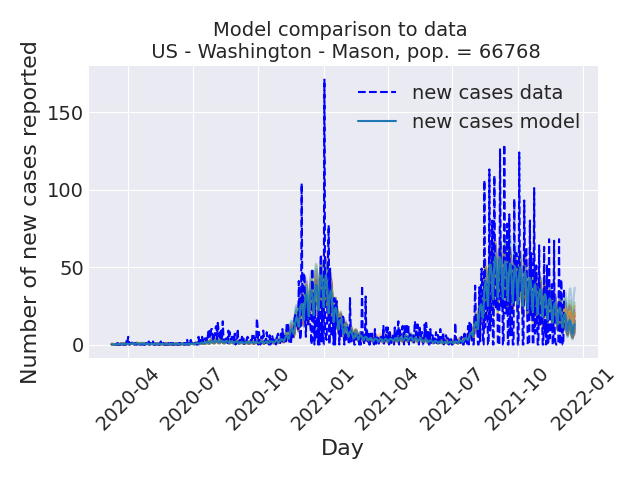 Model comparison to data
US - Washington - Mason, pop. = 66768
Number of new cases reported
150
100
50
0
new cases data
new cases model
2020-04
2020-07
2020-10
2021-01
2021-04
2021-07
2021-10
2022-01
Day